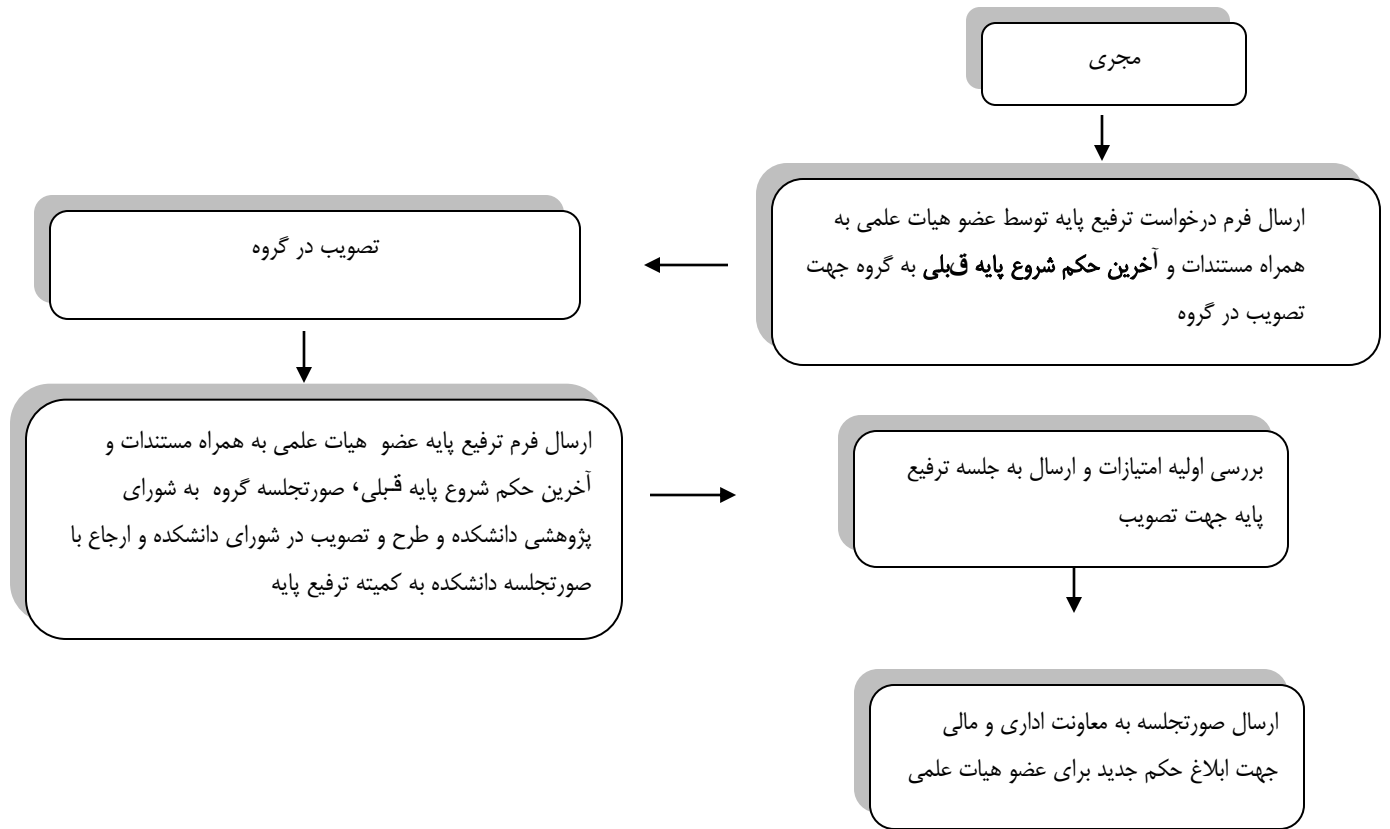 مجری
ارسال فرم درخواست ترفیع پایه توسط عضو هیات علمی به
همراه مستندات و آخرین حکم شروع پایه قبلی به گروه جهت
تصویب در گروه
تصویب در گروه
ارسال فرم ترفیع پایه عضو هیات علمی به همراه مستندات و
آخرین حکم شروع پایه قبلی، صورتجلسه گروه به شورای
پژوهشی دانشکده و طرح و تصویب در شورای دانشکده و ارجاع با
صورتجلسه دانشکده به کمیته ترفیع پایه
بررسی اولیه امتیازات و ارسال به جلسه ترفیع
پایه جهت تصویب
ارسال صورتجلسه به معاونت اداری و مالی
جهت ابلاغ حکم جدید برای عضو هیات علمی